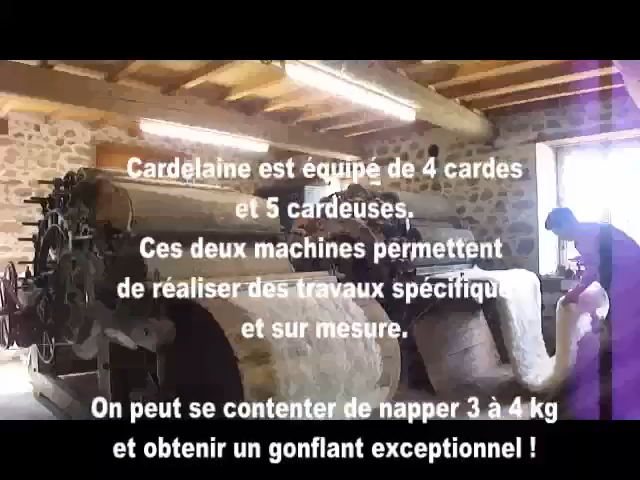 Cardelaine est équipé de 4 cardes
et 5 cardeuses.
Ces deux machines permettent
de réaliser des travaux spécifiques
et sur mesure.
On peut se contenter de napper 3 à 4 kg
et obtenir un gonflant exceptionnel !